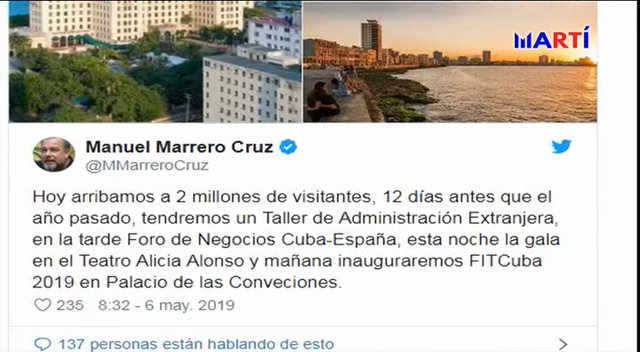 MARTÍ
Manuel Marrero Cruz
@MMarreroCruz
Hoy arribamos a 2 millones de visitantes, 12 días antes que el
año pasado, tendremos un Taller de Administración Extranjera,
en la tarde Foro de Negocios Cuba-España, esta noche la gala
en el Teatro Alicia Alonso y mañana inauguraremos FITCuba
2019 en Palacio de las Conveciones.
235 8:32 - 6 may. 2019
137 personas están hablando de esto